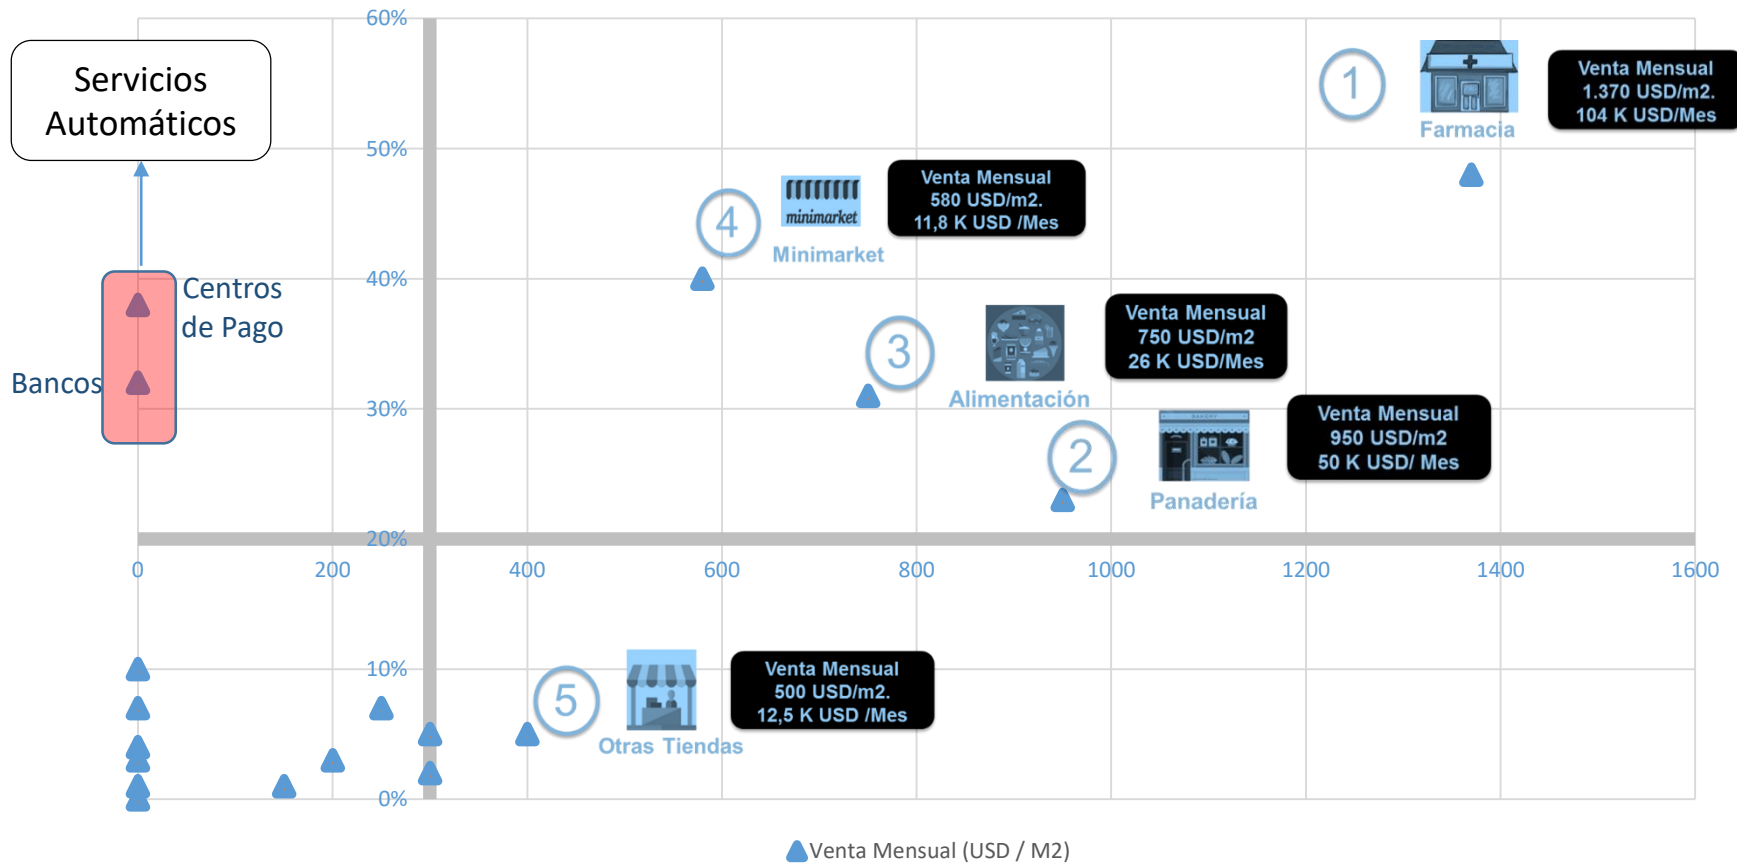 60%
Servicios
Automáticos
1
Farmacia
Venta Mensual
1.370 USD/m2.
104 K USD/Mes
50%
4
minimarket
Minimarket
Venta Mensual
580 USD/m2.
11,8 K USD /Mes
40%
Centros
de Pago
Bancos
3
Alimentación
Venta Mensual
750 USD/m2
26 K USD/Mes
30%
2
BAKERY
Panadería
Venta Mensual
950 USD/m2
50 K USD/ Mes
20%
0
200
400
600
800
1000
1200
1400
1600
10%
5
Otras Tiendas
Venta Mensual
500 USD/m2.
12,5 K USD /Mes
0%
Venta Mensual (USD / M2)